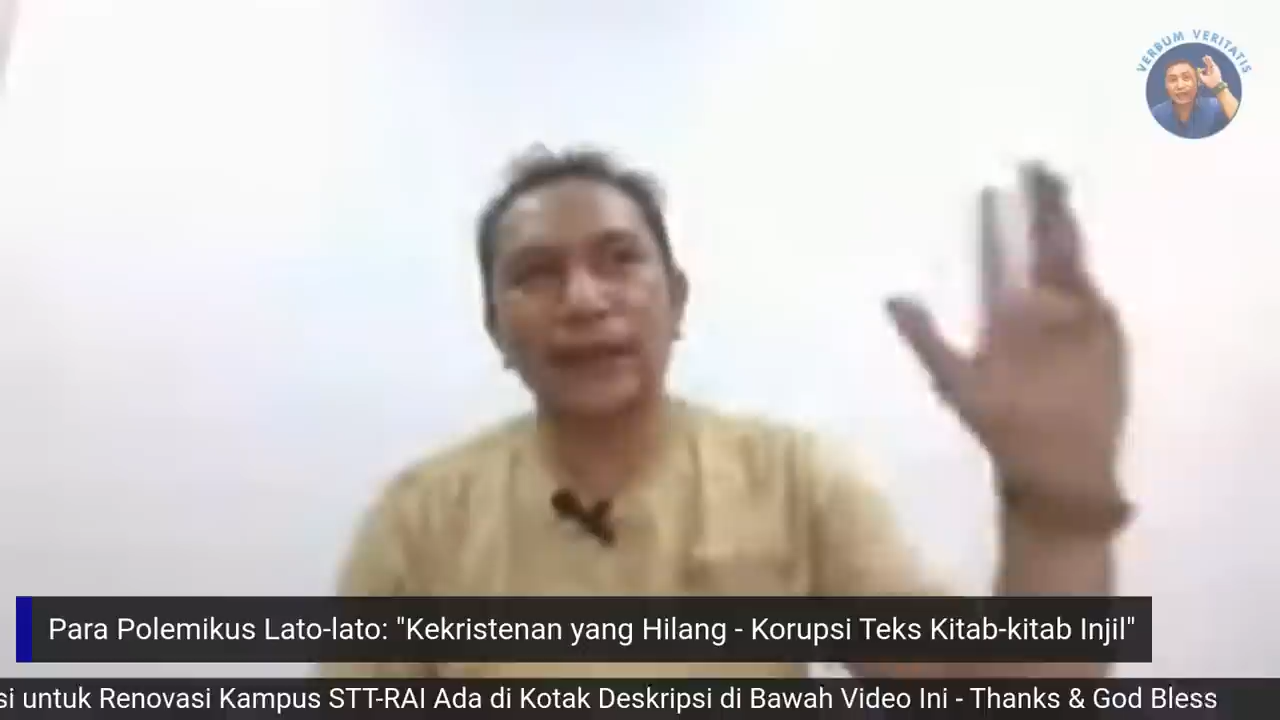 VERBUM VERITATIS
Para Polemikus Lato-lato: "Kekristenan yang Hilang - Korupsi Teks Kitab-kitab Injil"
si untuk Renovasi Kampus STT-RAI Ada di Kotak Deskripsi di Bawah Video Ini - Thanks & God Bless